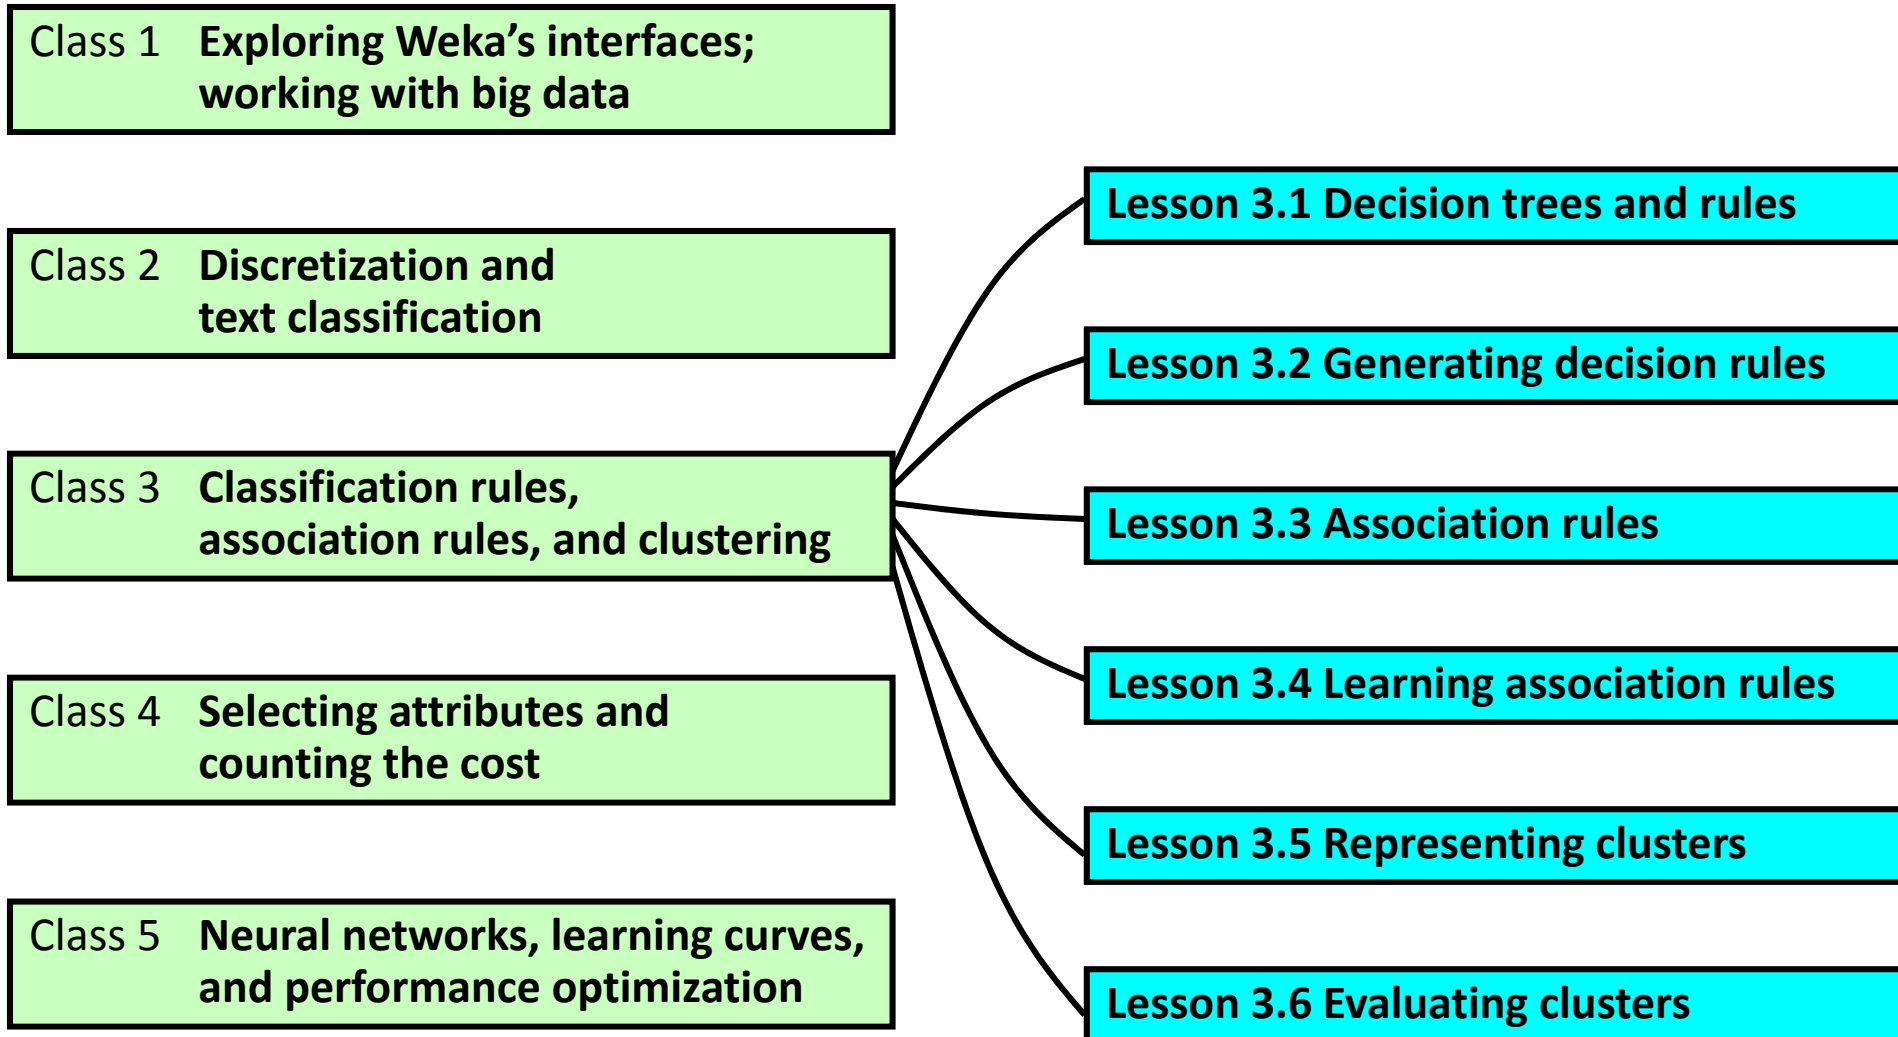 Class 1 Exploring Weka’s interfaces;
working with big data
Class 2 Discretization and
text classification
Class 3 Classification rules,
association rules, and clustering
Class 4 Selecting attributes and
counting the cost
Class 5 Neural networks, learning curves,
and performance optimization
Lesson 3.1 Decision trees and rules
Lesson 3.2 Generating decision rules
Lesson 3.3 Association rules
Lesson 3.4 Learning association rules
Lesson 3.5 Representing clusters
Lesson 3.6 Evaluating clusters